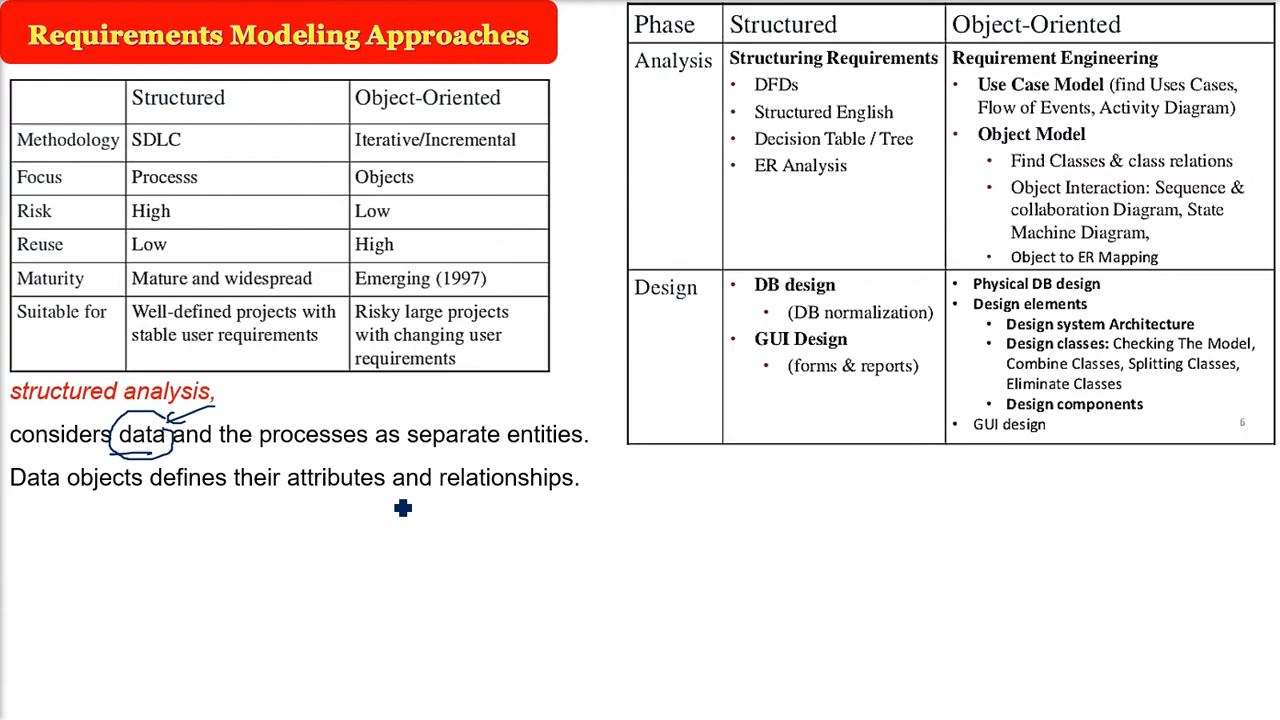 Requirements Modeling Approaches
Structured Object-Oriented
Methodology SDLC Iterative/Incremental
Focus Processs Objects
Risk High Low
Reuse Low High
Maturity Mature and widespread Emerging (1997)
Suitable for Well-defined projects with Risky large projects
stable user requirements with changing user
requirements
structured analysis,
considers data and the processes as separate entities.
Data objects defines their attributes and relationships.
Phase Structured Object-Oriented
Analysis Structuring Requirements Requirement Engineering
• DFDs • Use Case Model (find Uses Cases,
• Structured English Flow of Events, Activity Diagram)
• Decision Table / Tree • Object Model
• ER Analysis • Find Classes & class relations
• Object Interaction: Sequence &
collaboration Diagram, State
Machine Diagram,
• Object to ER Mapping
Design • DB design • Physical DB design
• (DB normalization) • Design elements
• GUI Design • Design system Architecture
• (forms & reports) • Design classes: Checking The Model,
Combine Classes, Splitting Classes,
Eliminate Classes
• Design components
• GUI design 6